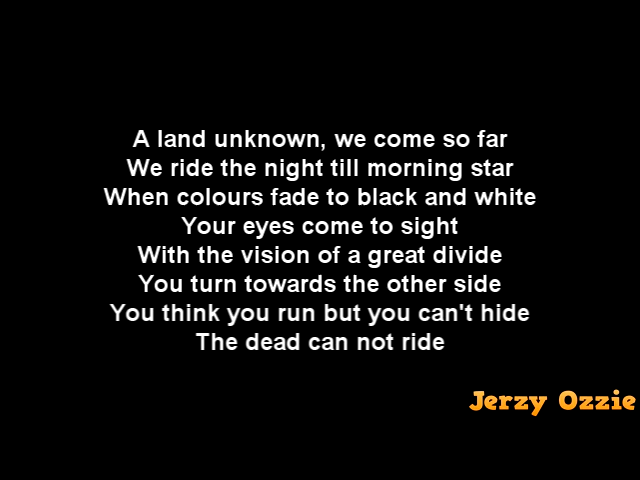 A land unknown, we come so far
We ride the night till morning star
When colours fade to black and white
Your eyes come to sight
With the vision of a great divide
You turn towards the other side
You think you run but you can't hide
The dead can not ride
Jerzy Ozzie